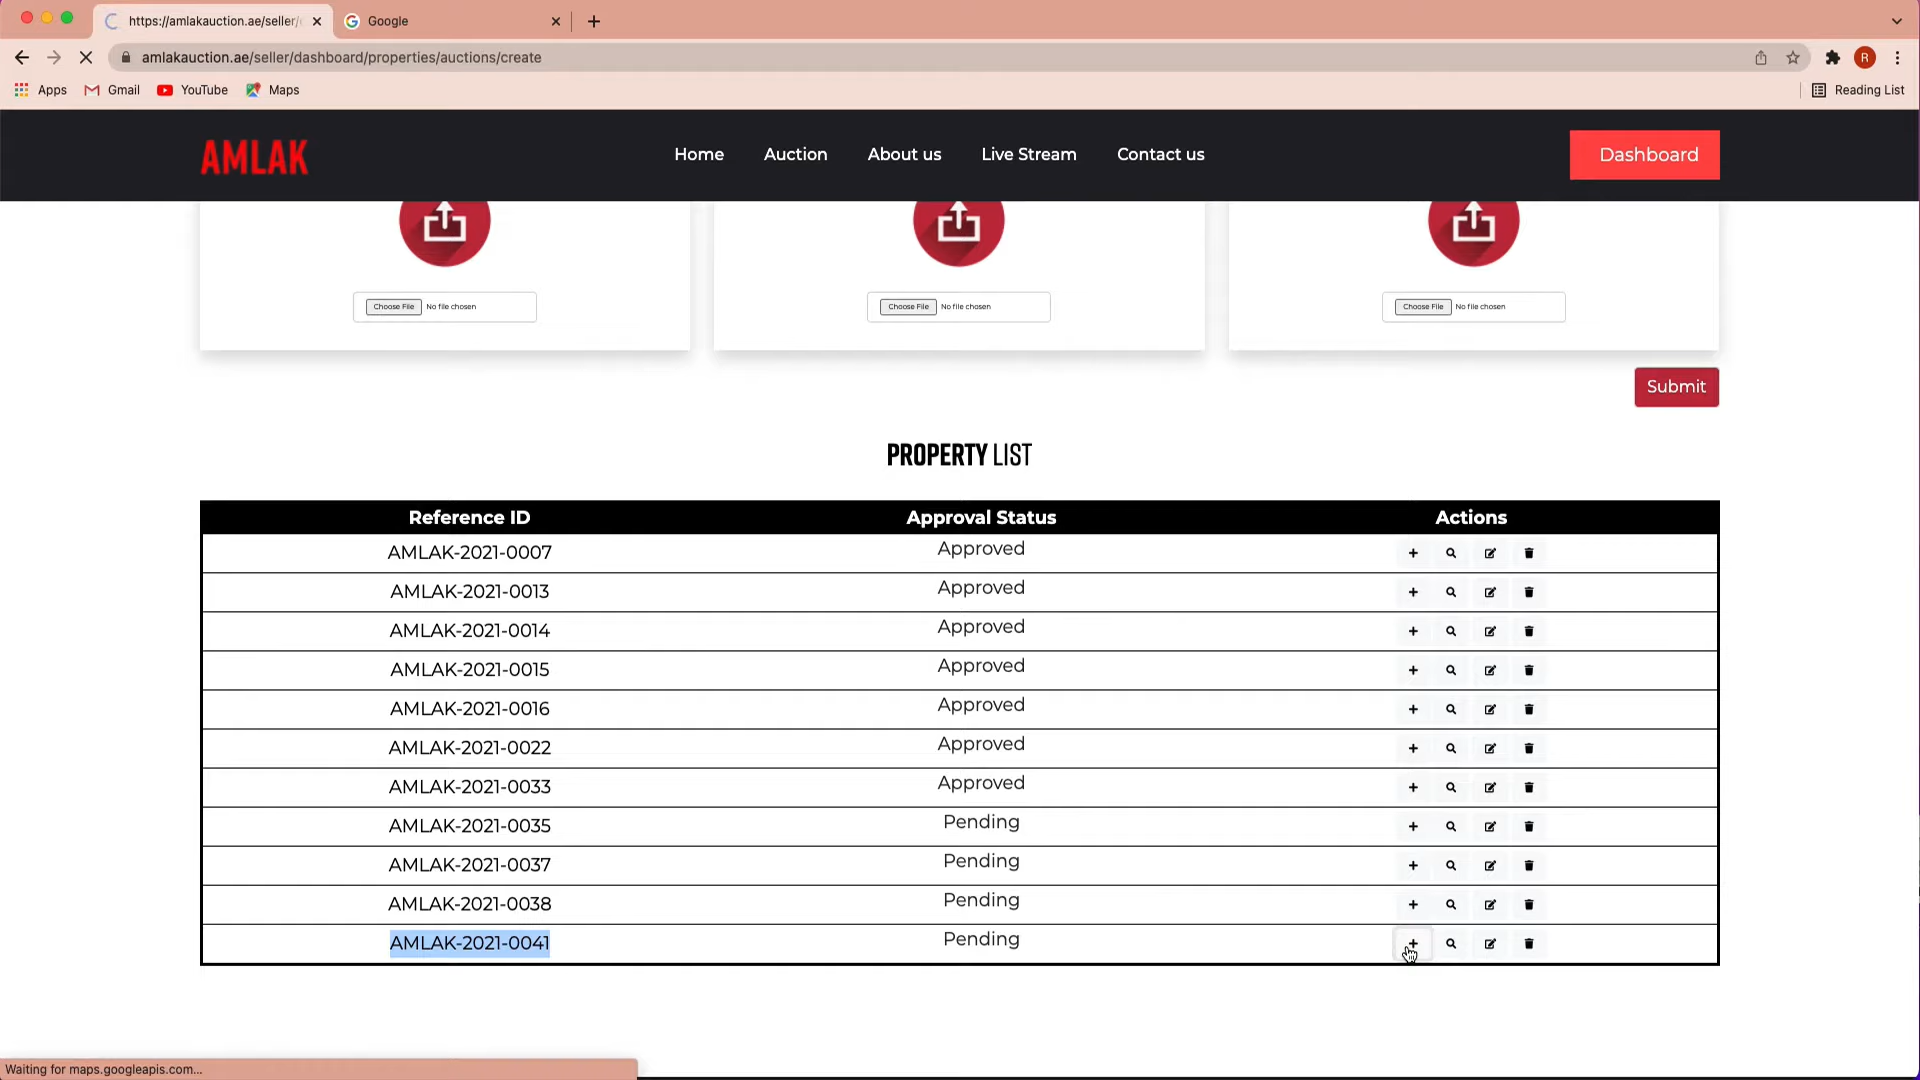 https://amlakauction.ae/seller/
Google
amlakauction.ae/seller/dashboard/properties/auctions/create
R
Apps Gmail YouTube Maps Reading List
AMLAK Home Auction About us Live Stream Contact us Dashboard
Choose File No file chosen Choose File No file chosen Choose File No file chosen
Submit
PROPERTY LIST
Reference ID Approval Status Actions
AMLAK-2021-0007 Approved
AMLAK-2021-0013 Approved
AMLAK-2021-0014 Approved
AMLAK-2021-0015 Approved
AMLAK-2021-0016 Approved
AMLAK-2021-0022 Approved
AMLAK-2021-0033 Approved
AMLAK-2021-0035 Pending
AMLAK-2021-0037 Pending
AMLAK-2021-0038 Pending
AMLAK-2021-0041 Pending
Waiting for maps.googleapis.com...